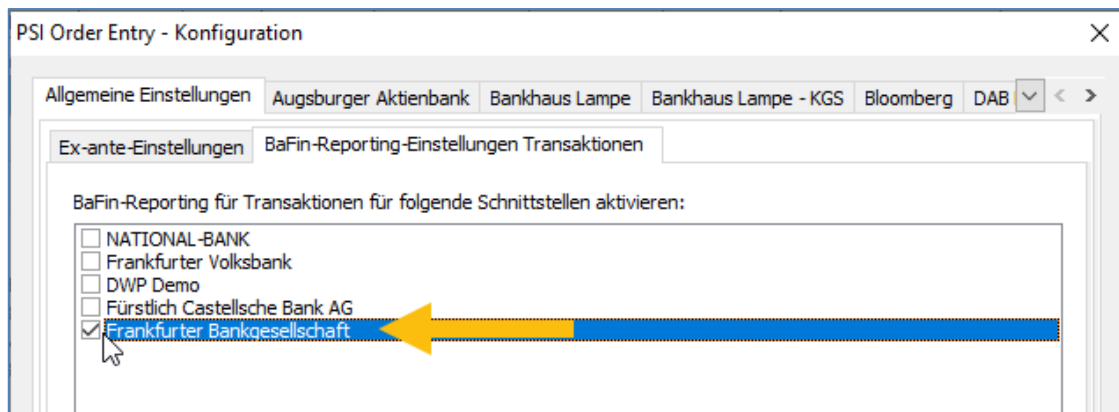 PSI Order Entry - Konfiguration
Allgemeine Einstellungen Augsburger Aktienbank Bankhaus Lampe Bankhaus Lampe - KGS Bloomberg DAB
Ex-ante-Einstellungen BaFin-Reporting-Einstellungen Transaktionen
BaFin-Reporting für Transaktionen für folgende Schnittstellen aktivieren:
NATIONAL-BANK
Frankfurter Volksbank
DWP Demo
Fürstlich Castellsche Bank AG
Frankfurter Bankgesellschaft